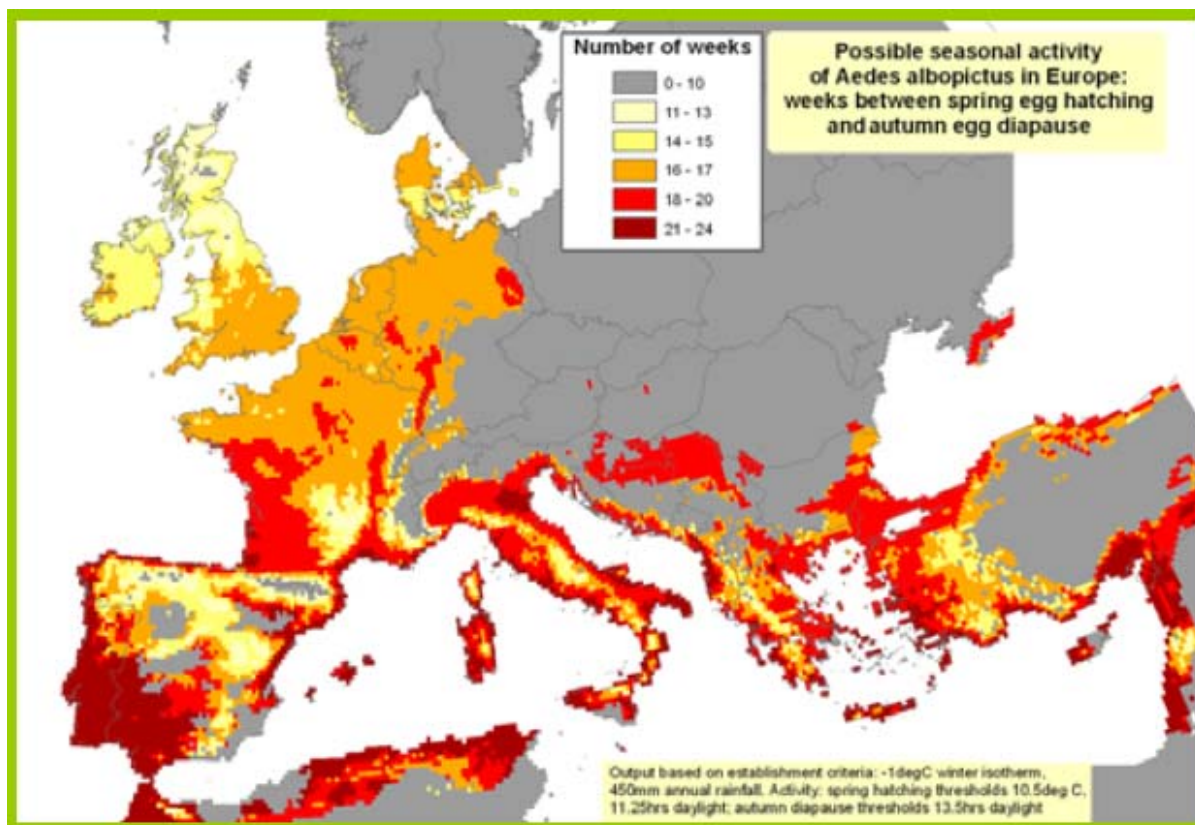 Number of weeks
0 - 10
11 - 13
14 - 15
16 - 17
18 - 20
21 - 24
Possible seasonal activity
of Aedes albopictus in Europe:
weeks between spring egg hatching
and autumn egg diapause
Output based on establishment criteria: -1degC winter isotherm,
450mm annual rainfall. Activity: spring hatching thresholds 10.5deg C,
11.25hrs daylight; autumn diapause thresholds 13.5hrs daylight